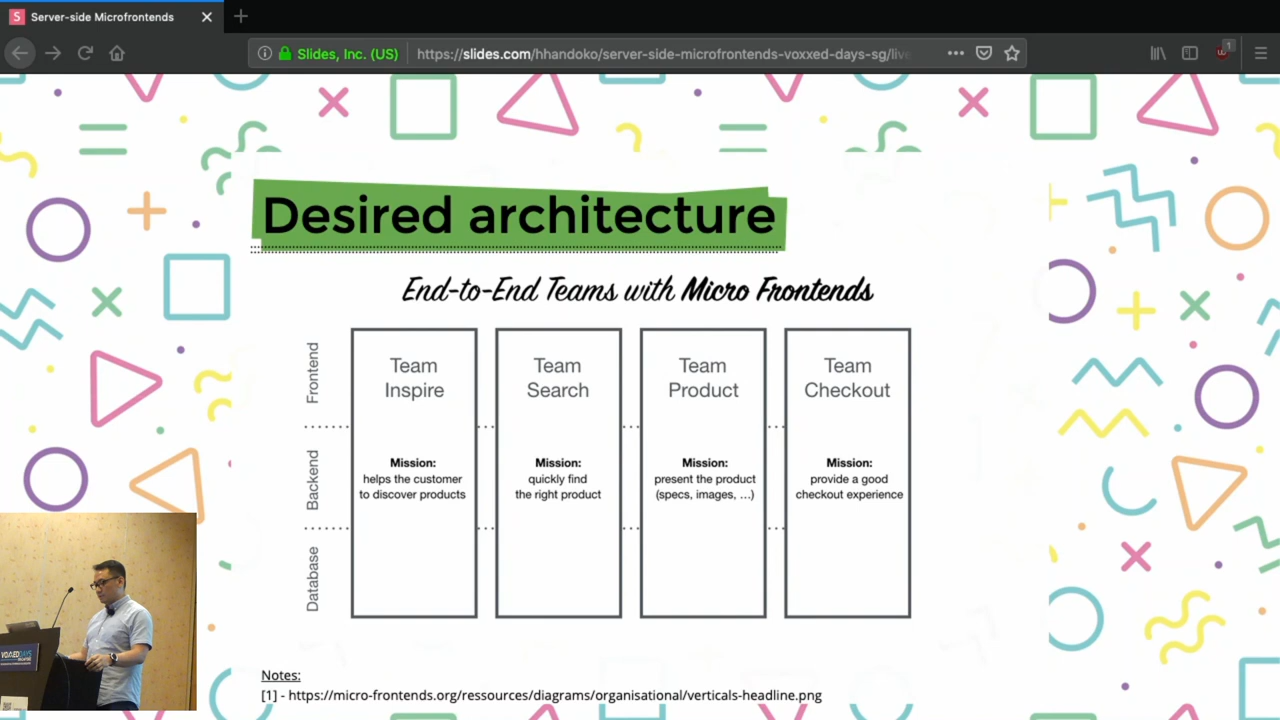 Server-side Microfrontends
Slides, Inc. (US)
https://slides.com/hhandoko/server-side-microfrontends-voxxed-days-sg/live
1
Desired architecture
End-to-End Teams with Micro Frontends
Frontend
Backend
Database
Team
Inspire
Mission:
helps the customer
to discover products
Team
Search
Mission:
quickly find
the right product
Team
Product
Mission:
present the product
(specs, images, ...)
Team
Checkout
Mission:
provide a good
checkout experience
VOXXEDDAYS
Notes:
[1] - https://micro-frontends.org/ressources/diagrams/organisational/verticals-headline.png